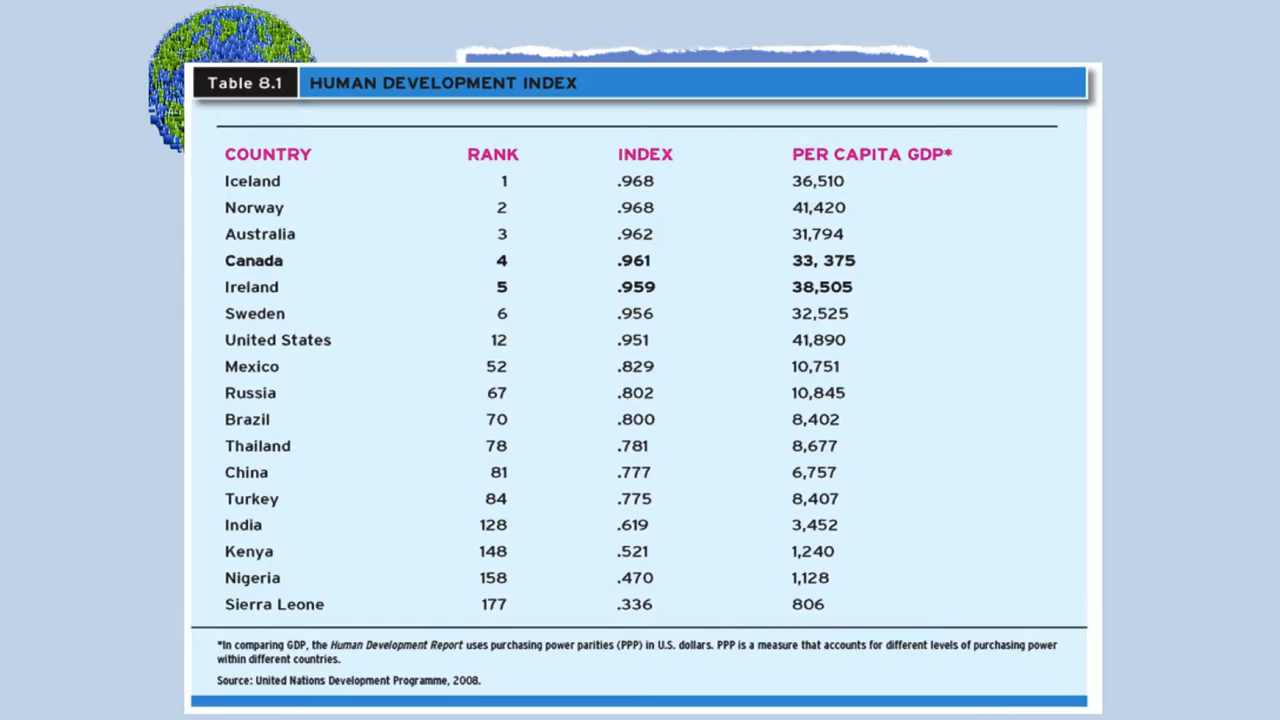 Table 8.1 HUMAN DEVELOPMENT INDEX
COUNTRY RANK INDEX PER CAPITA GDP*
Iceland 1 .968 36,510
Norway 2 .968 41,420
Australia 3 .962 31,794
Canada 4 .961 33, 375
Ireland 5 .959 38,505
Sweden 6 .956 32,525
United States 12 .951 41,890
Mexico 52 .829 10,751
Russia 67 .802 10,845
Brazil 70 .800 8,402
Thailand 78 .781 8,677
China 81 .777 6,757
Turkey 84 .775 8,407
India 128 .619 3,452
Kenya 148 .521 1,240
Nigeria 158 .470 1,128
Sierra Leone 177 .336 806
*In comparing GDP, the Human Development Report uses purchasing power parities (PPP) in U.S. dollars. PPP is a measure that accounts for different levels of purchasing power
within different countries.
Source: United Nations Development Programme, 2008.